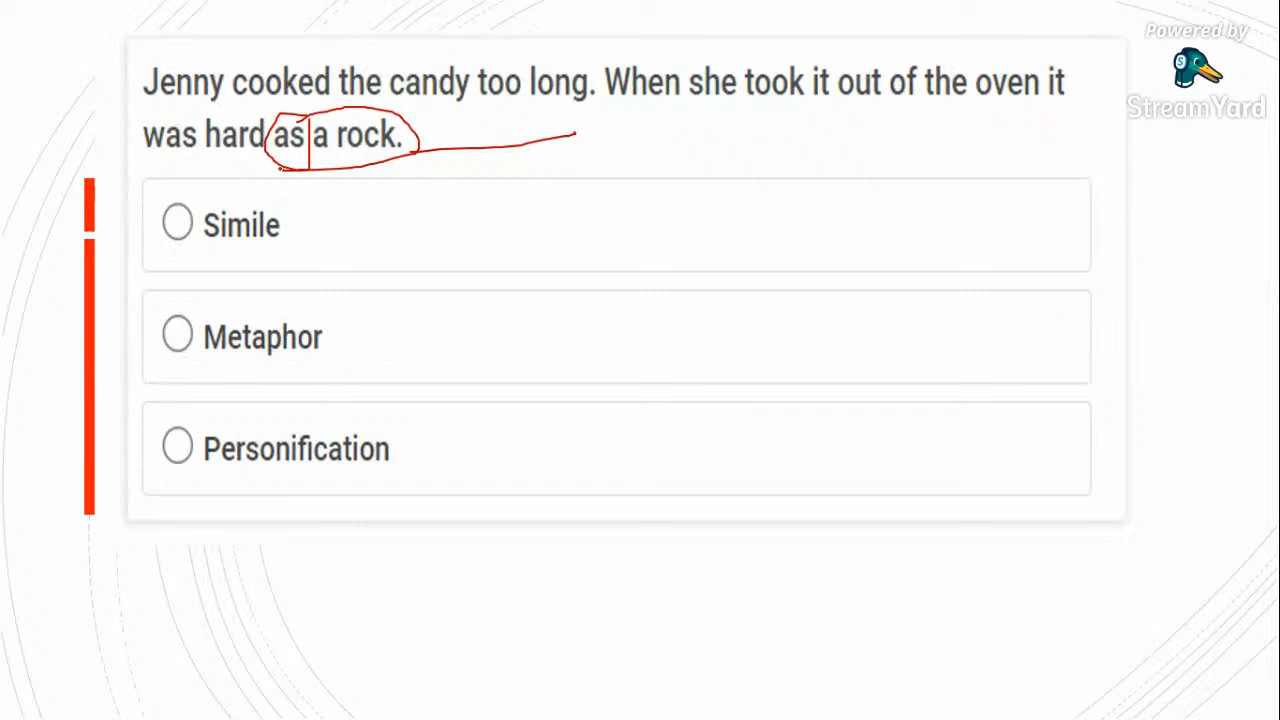 Powered by
StreamYard
Jenny cooked the candy too long. When she took it out of the oven it
was hard as a rock.
Simile
Metaphor
Personification